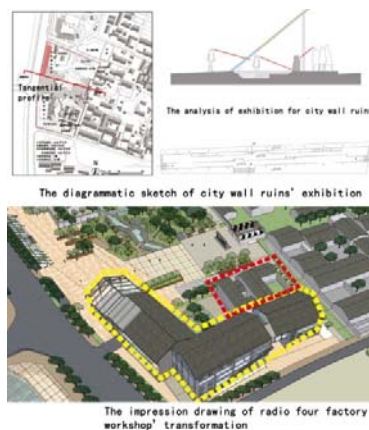 Tangential
profile
The analysis of exhibition for city wall ruin
The diagrammatic sketch of city wall ruins' exhibition
The impression drawing of radio four factory
workshop' transformation